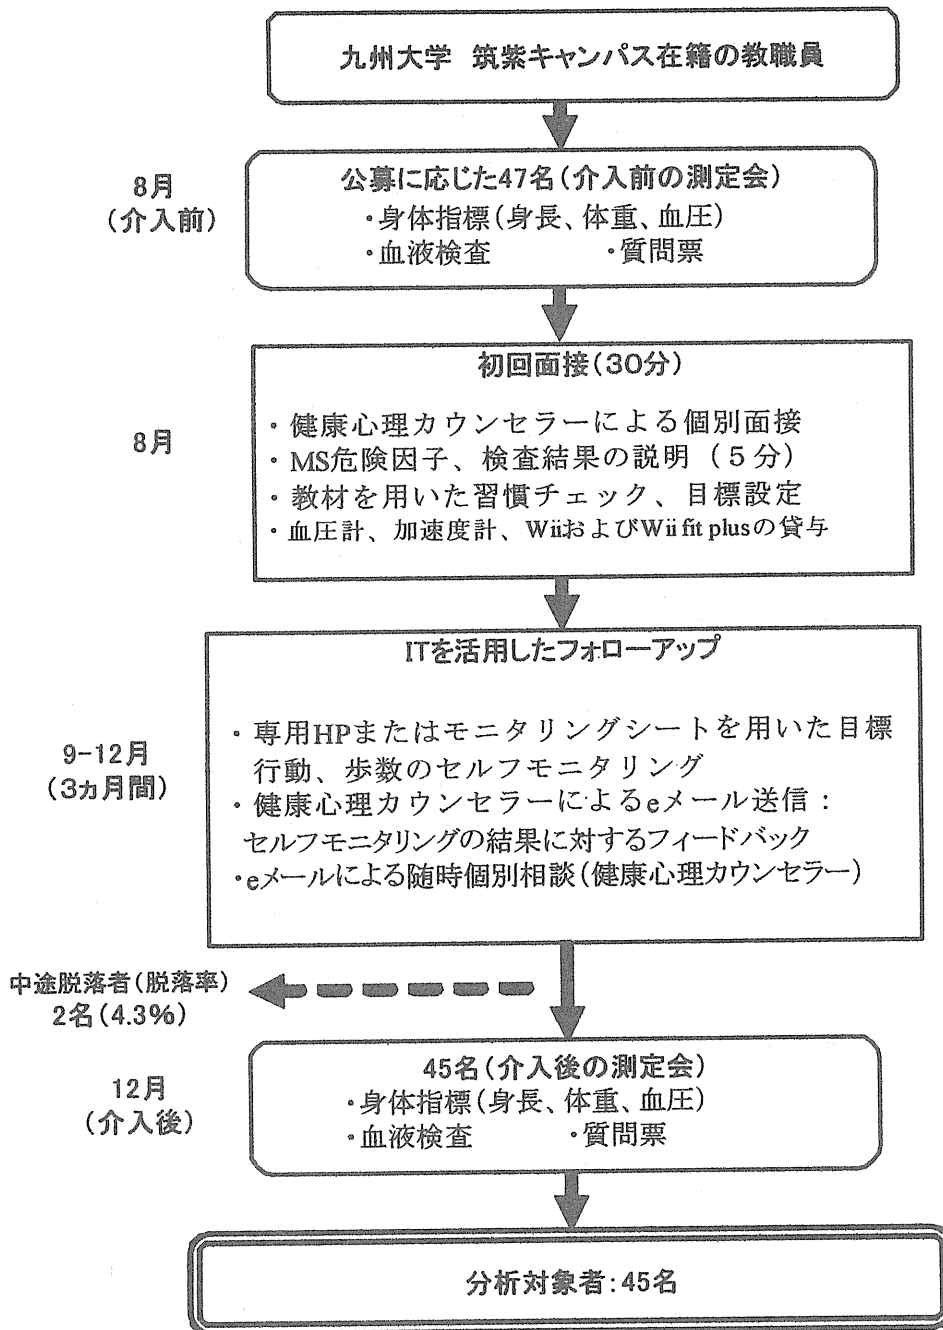 九州大学 筑紫キャンパス在籍の教職員
8月
(介入前)
公募に応じた47名(介入前の測定会)
・身体指標(身長、体重、血圧)
・血液検査 ・質問票
8月
初回面接(30分)
・健康心理カウンセラーによる個別面接
・MS危険因子、検査結果の説明（5分）
・教材を用いた習慣チェック、目標設定
・血圧計、加速度計、WiiおよびWii fit plusの貸与
9-12月
(3ヵ月間)
ITを活用したフォローアップ
・専用HPまたはモニタリングシートを用いた目標
行動、歩数のセルフモニタリング
・健康心理カウンセラーによるeメール送信：
セルフモニタリングの結果に対するフィードバック
・eメールによる随時個別相談(健康心理カウンセラー)
中途脱落者(脱落率)
2名(4.3%)
12月
(介入後)
45名(介入後の測定会)
・身体指標(身長、体重、血圧)
・血液検査 ・質問票
分析対象者:45名